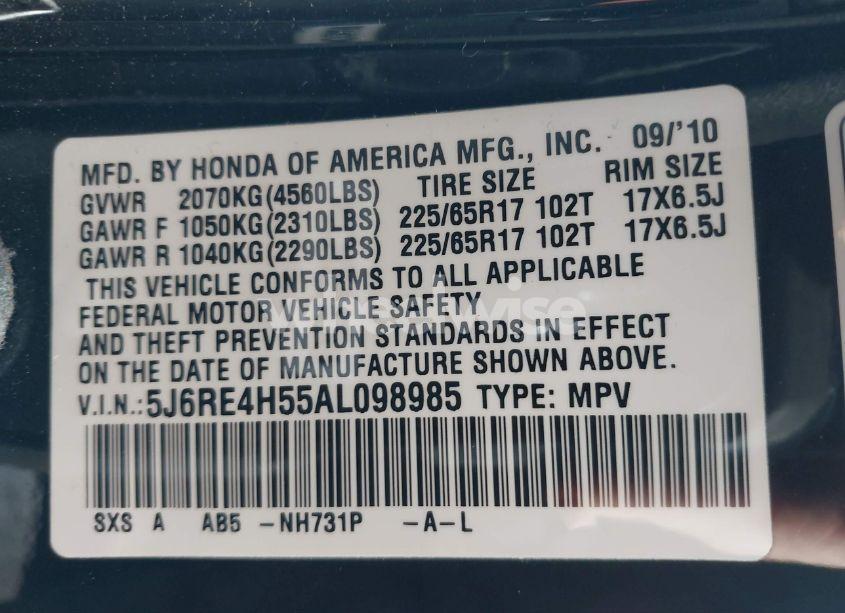 MFD. BY HONDA OF AMERICA MFG., INC. 09/'10
GVWR 2070KG(4560LBS) TIRE SIZE RIM SIZE
GAWR F 1050KG(2310LBS) 225/65R17 102T 17X6.5J
GAWR R 1040KG(2290LBS) 225/65R17 102T 17X6.5J
THIS VEHICLE CONFORMS TO ALL APPLICABLE
FEDERAL MOTOR VEHICLE SAFETY
AND THEFT PREVENTION STANDARDS IN EFFECT
ON THE DATE OF MANUFACTURE SHOWN ABOVE.
V.I.N.:5J6RE4H55AL098985 TYPE: MPV
SXS A AB5 -NH731P -A-L